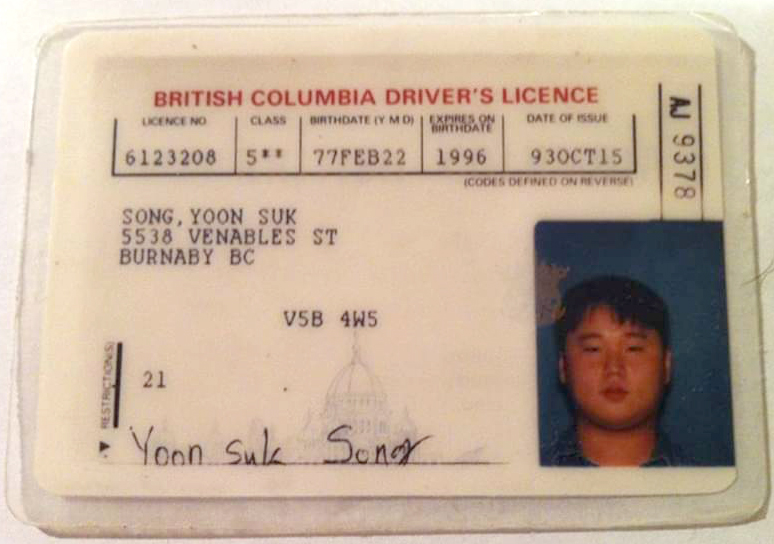 BRITISH COLUMBIA DRIVER'S LICENCE
LICENCE NO CLASS BIRTHDATE (Y M D) EXPIRES ON BIRTHDATE DATE OF ISSUE
6123208 5** 77FEB22 1996 93OCT15
(CODES DEFINED ON REVERSE)
AJ 9378
SONG, YOON SUK
5538 VENABLES ST
BURNABY BC
V5B 4W5
RESTRICTION(S)
21
Yoon Suk Song